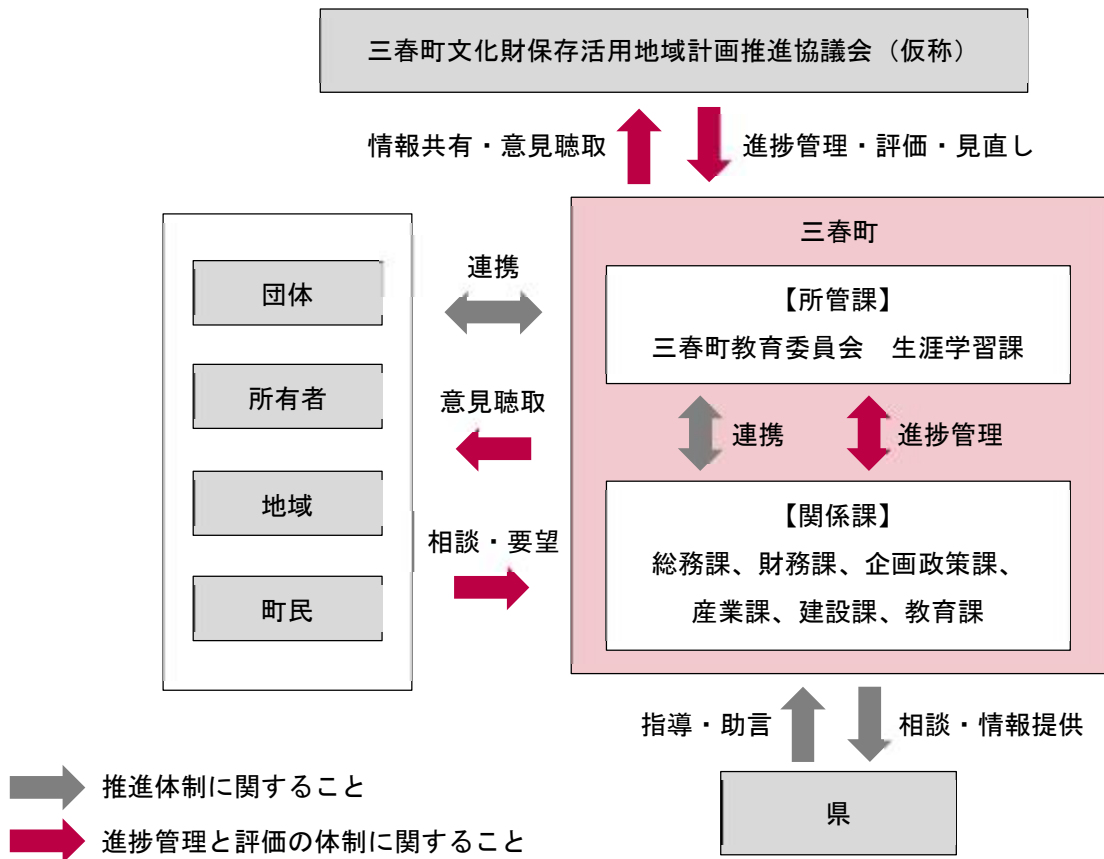 三春町文化財保存活用地域計画推進協議会（仮称）
情報共有・意見聴取
進捗管理・評価・見直し
団体
所有者
地域
町民
連携
意見聴取
相談・要望
三春町
【所管課】
三春町教育委員会　生涯学習課
連携
進捗管理
【関係課】
総務課、財務課、企画政策課、
産業課、建設課、教育課
指導・助言
相談・情報提供
県
推進体制に関すること
進捗管理と評価の体制に関すること